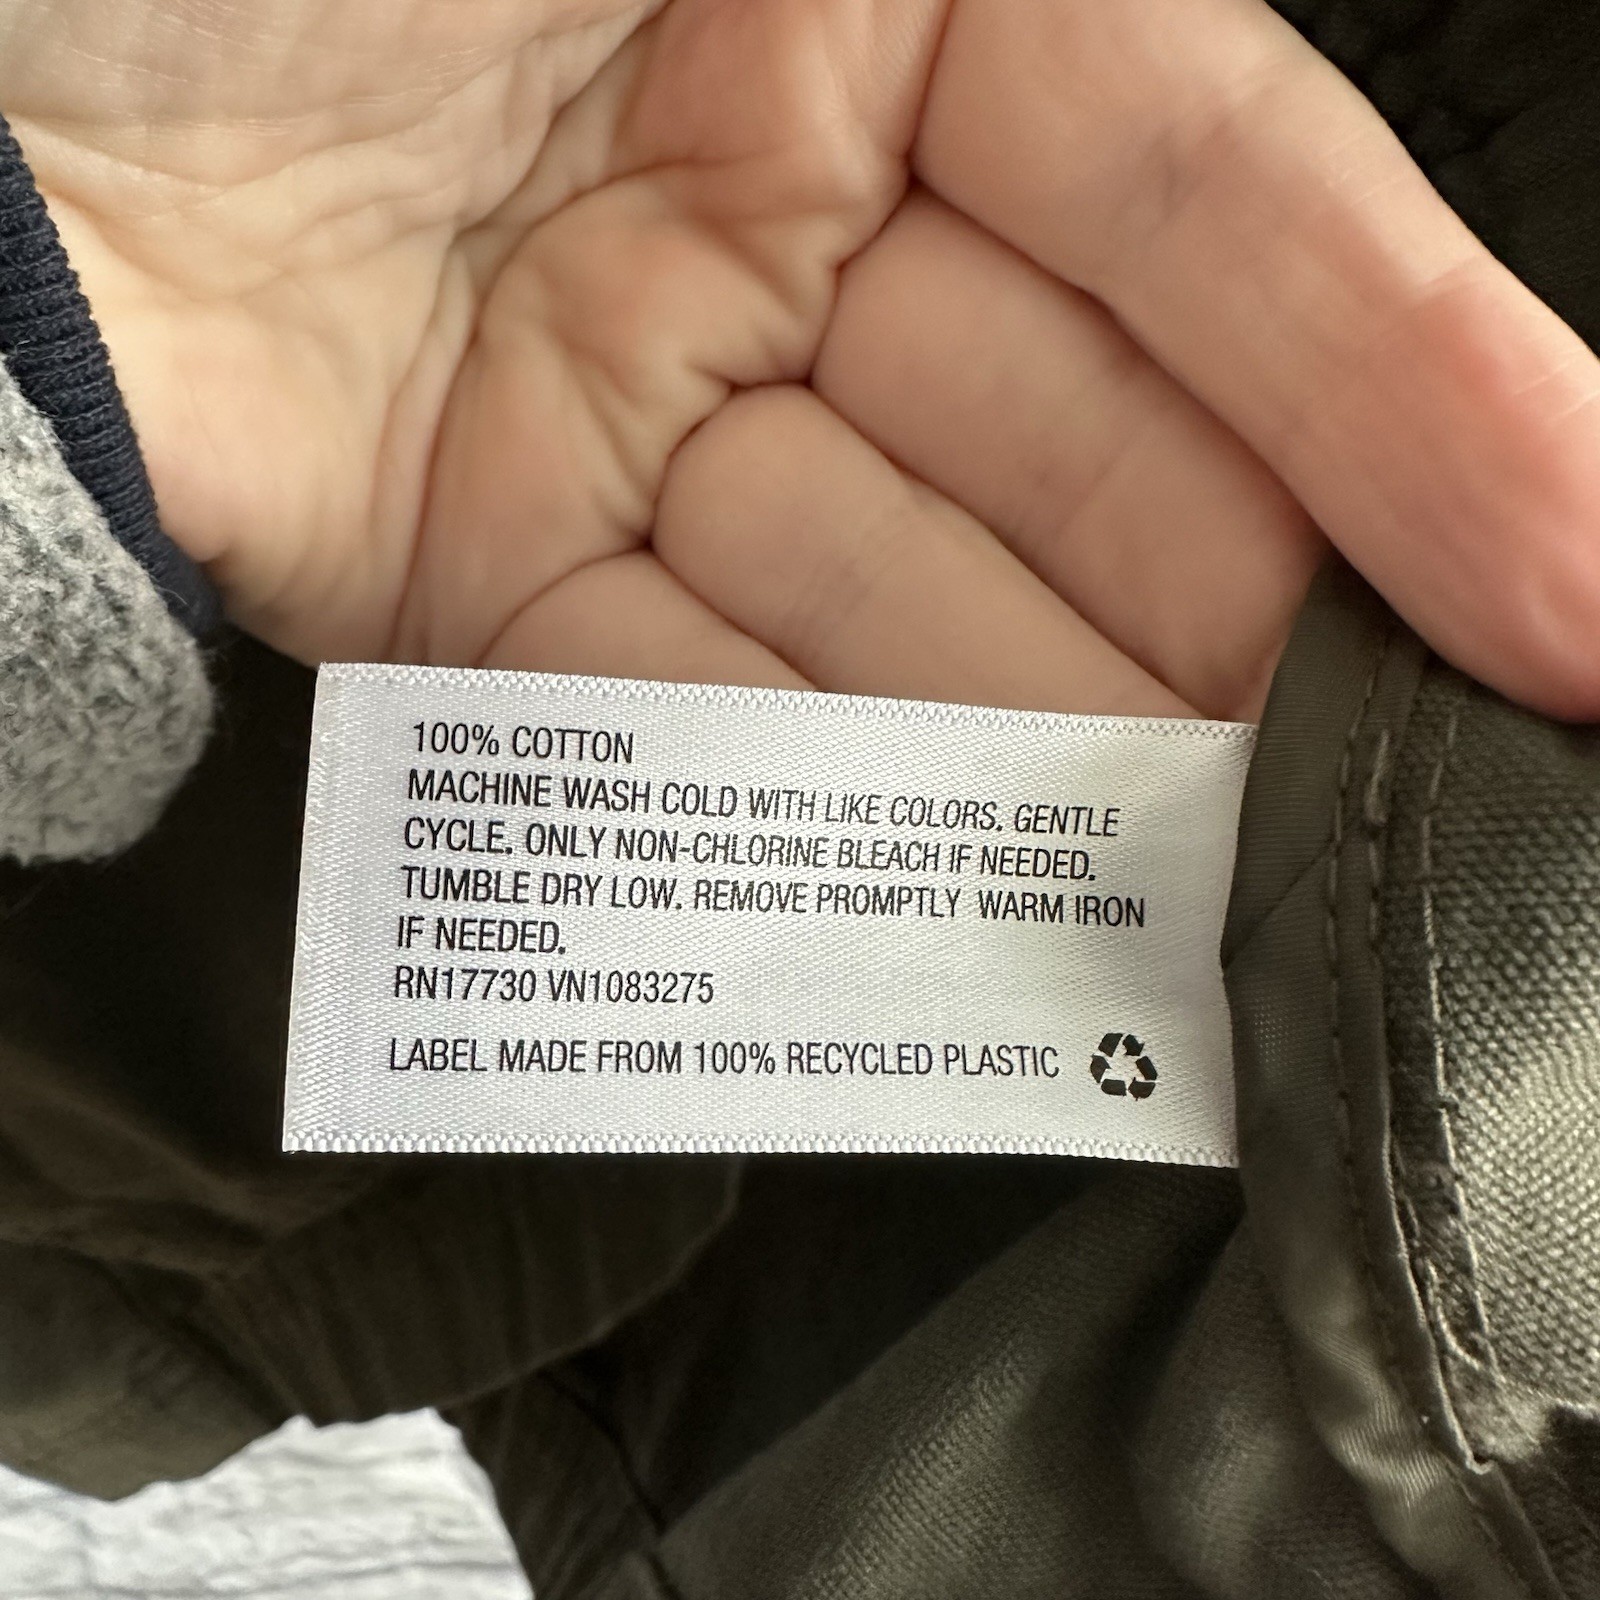 100% COTTON
MACHINE WASH COLD WITH LIKE COLORS. GENTLE
CYCLE. ONLY NON-CHLORINE BLEACH IF NEEDED.
TUMBLE DRY LOW. REMOVE PROMPTLY  WARM IRON
IF NEEDED.
RN17730 VN1083275
LABEL MADE FROM 100% RECYCLED PLASTIC